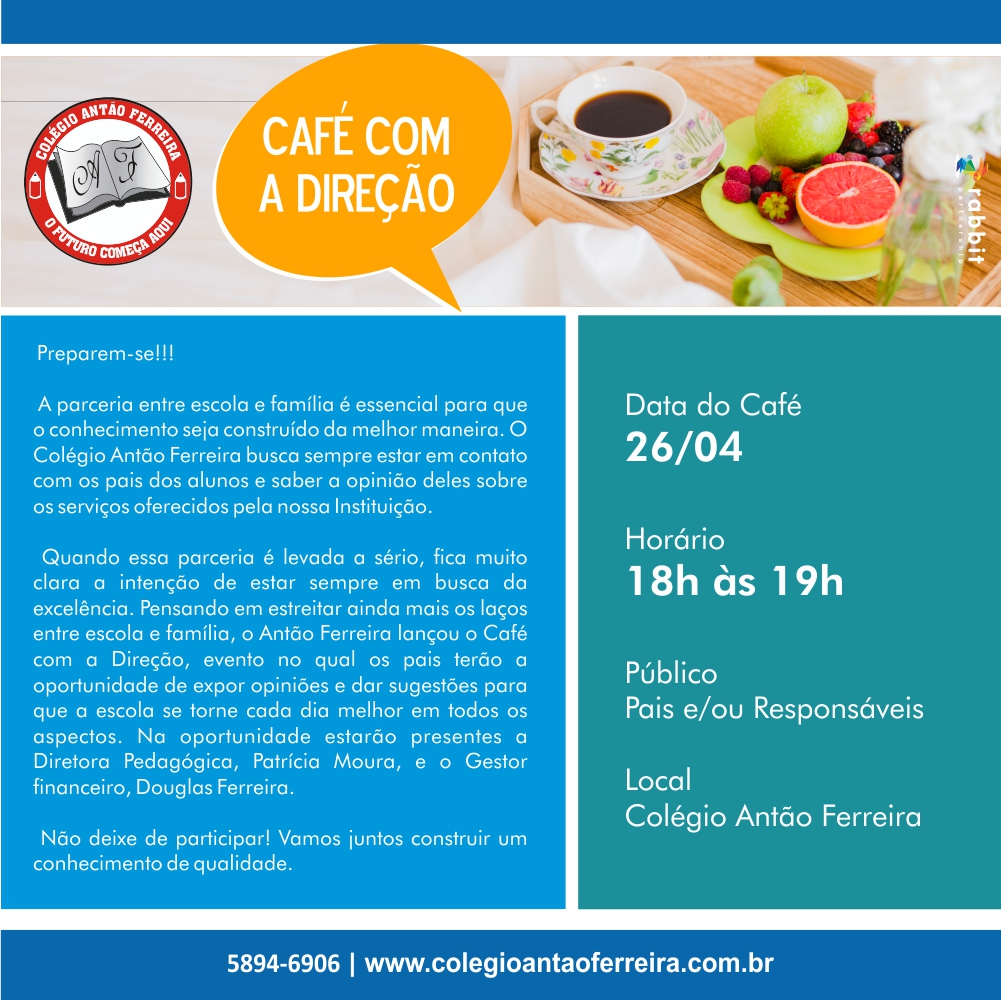 COLÉGIO ANTÃO FERREIRA
A F
O FUTURO COMEÇA AQUI
CAFÉ COM
A DIREÇÃO
rabbit
partnership
Preparem-se!!!
A parceria entre escola e família é essencial para que
o conhecimento seja construído da melhor maneira. O
Colégio Antão Ferreira busca sempre estar em contato
com os pais dos alunos e saber a opinião deles sobre
os serviços oferecidos pela nossa Instituição.
Quando essa parceria é levada a sério, fica muito
clara a intenção de estar sempre em busca da
excelência. Pensando em estreitar ainda mais os laços
entre escola e família, o Antão Ferreira lançou o Café
com a Direção, evento no qual os pais terão a
oportunidade de expor opiniões e dar sugestões para
que a escola se torne cada dia melhor em todos os
aspectos. Na oportunidade estarão presentes a
Diretora Pedagógica, Patrícia Moura, e o Gestor
financeiro, Douglas Ferreira.
Não deixe de participar! Vamos juntos construir um
conhecimento de qualidade.
Data do Café
26/04
Horário
18h às 19h
Público
Pais e/ou Responsáveis
Local
Colégio Antão Ferreira
5894-6906 | www.colegioantaoferreira.com.br